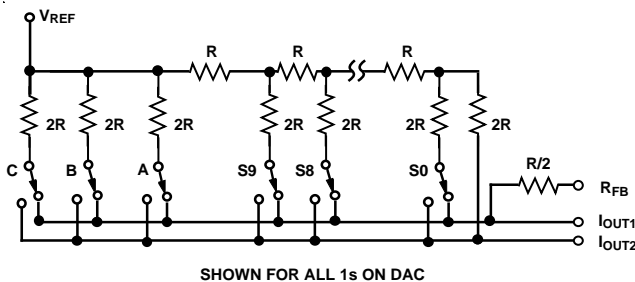 VREF
R R R
2R 2R 2R 2R 2R 2R 2R
C B A S9 S8 S0
R/2 RFB
IOUT1
IOUT2
SHOWN FOR ALL 1s ON DAC